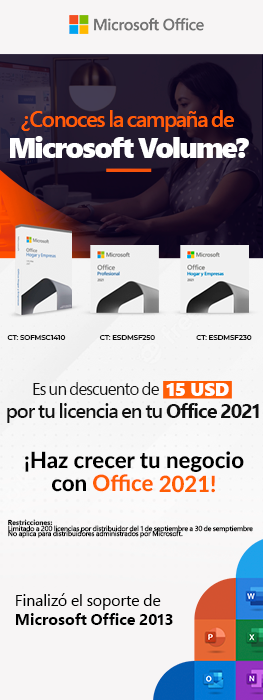 Microsoft Office
¿Conoces la campaña de
Microsoft Volume?
Microsoft
Office
Hogar y Empresas
Microsoft
Office
Profesional
2021
Microsoft
Office
Hogar y Empresas
2021
CT: SOFMSC1410
CT: ESDMSF250
CT: ESDMSF230
Es un descuento de 15 USD
por tu licencia en tu Office 2021
¡Haz crecer tu negocio
con Office 2021!
Restricciones:
Limitado a 200 licencias por distribuidor del 1 de septiembre a 30 de semptiembre
No aplica para distribuidores administrados por Microsoft.
Finalizó el soporte de
Microsoft Office 2013
W
P
X
O
N